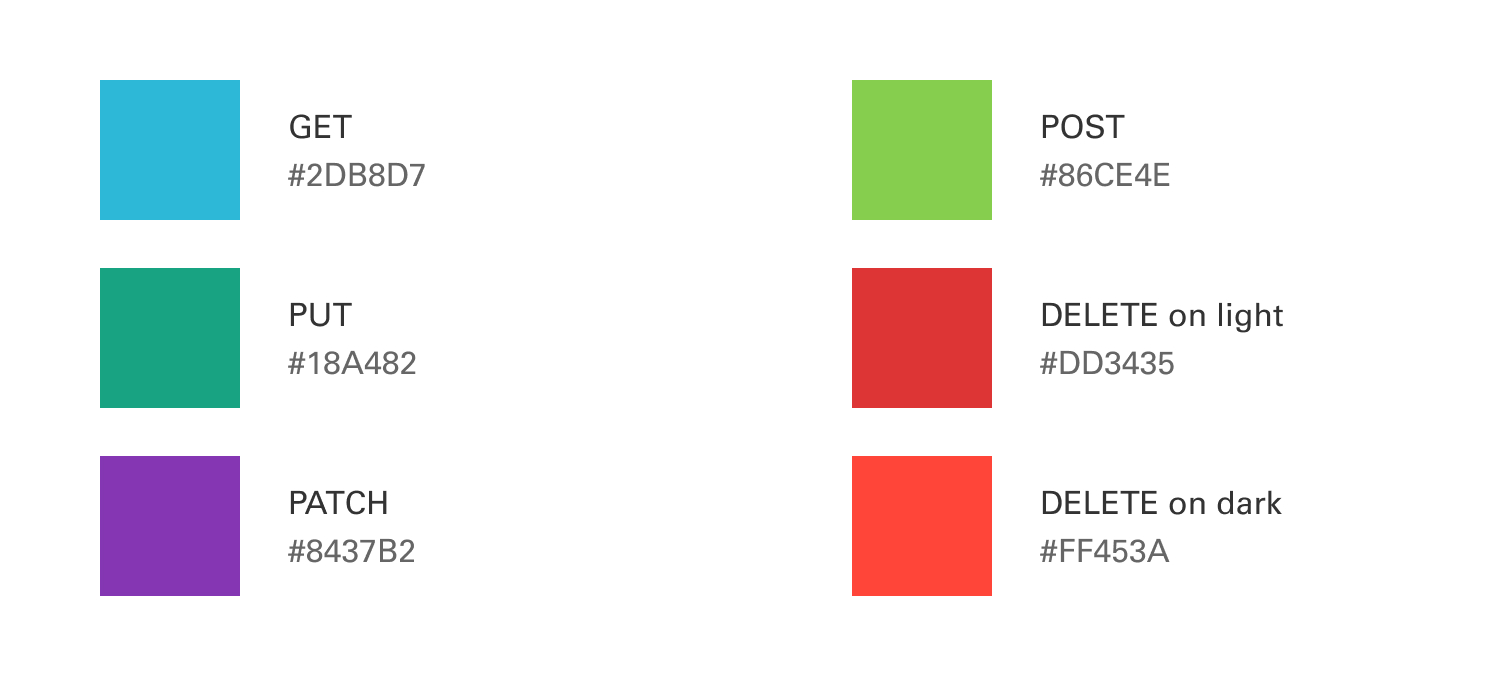 GET
#2DB8D7
POST
#86CE4E
PUT
#18A482
DELETE on light
#DD3435
PATCH
#8437B2
DELETE on dark
#FF453A